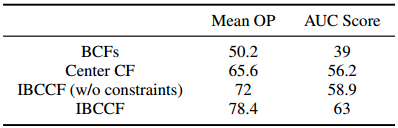 Mean OP AUC Score
BCFs 50.2 39
Center CF 65.6 56.2
IBCCF (w/o constraints) 72 58.9
IBCCF 78.4 63